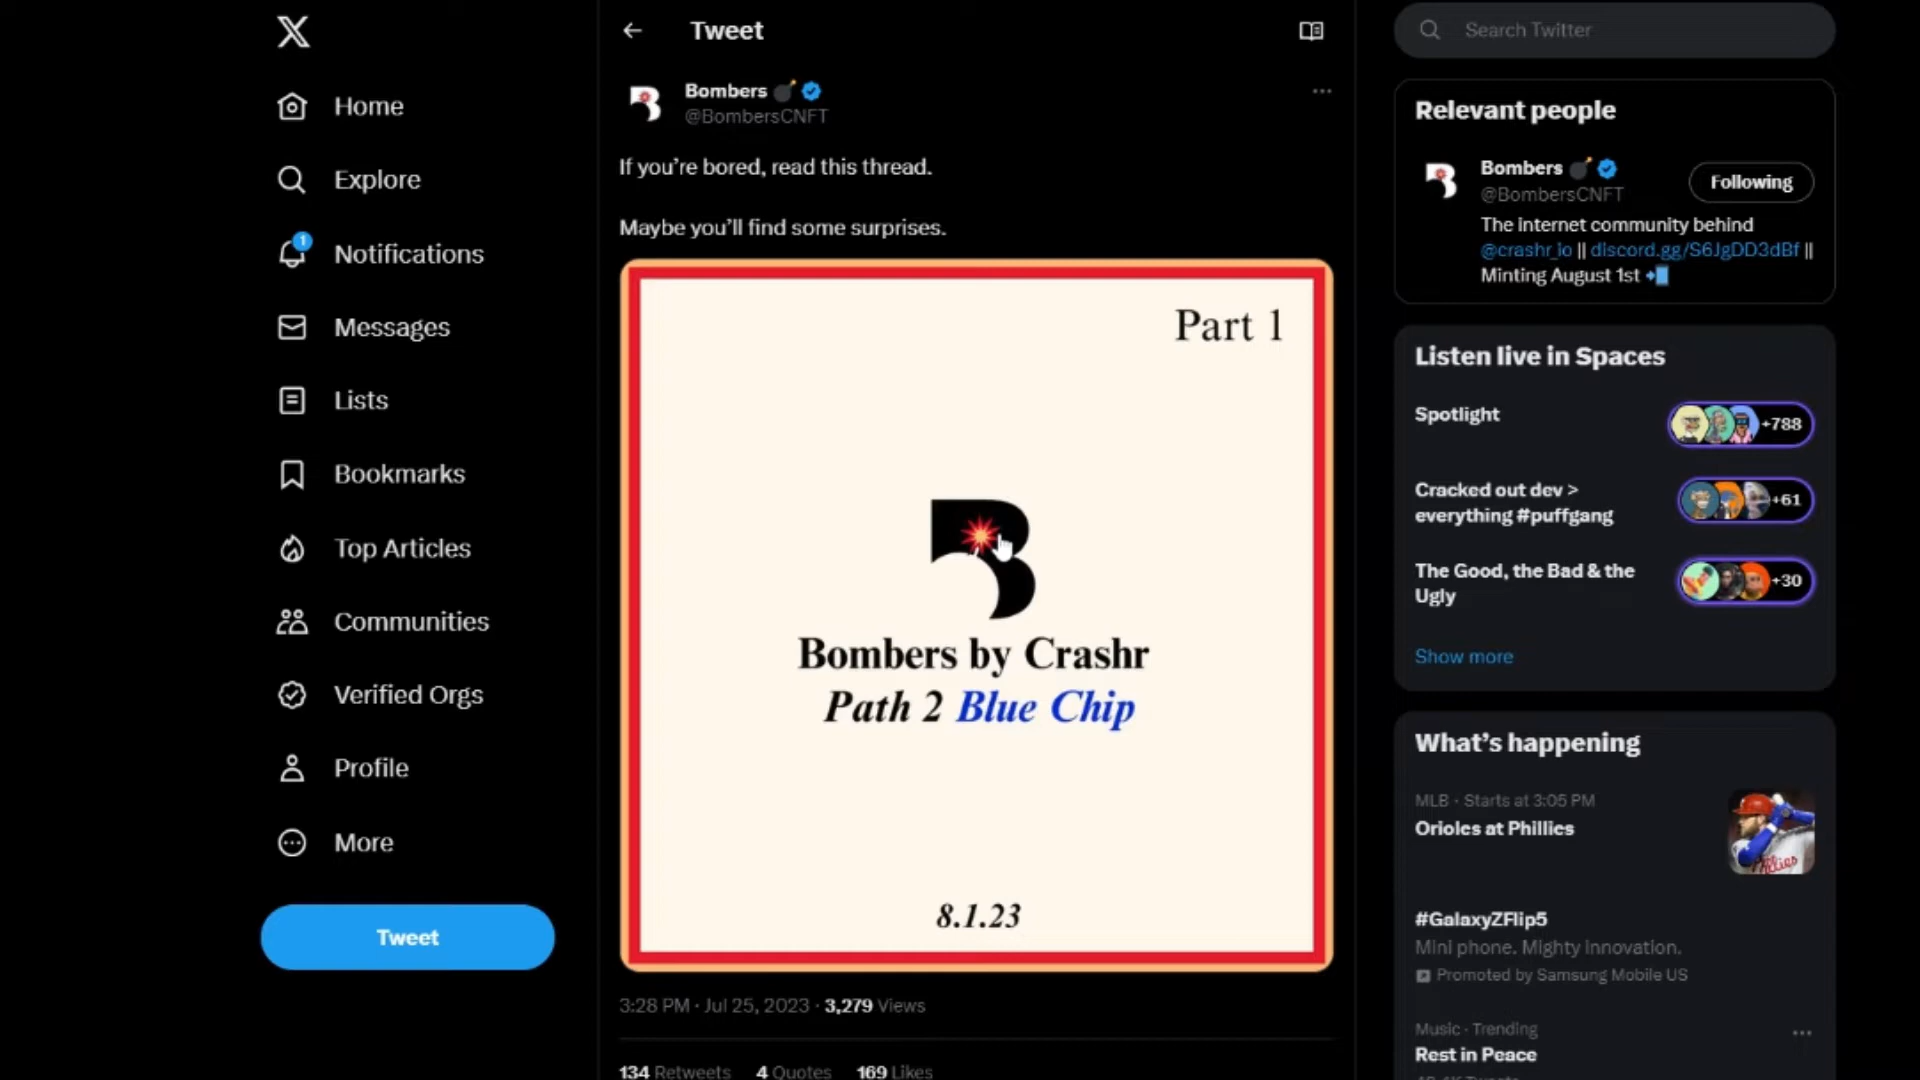 Home
Explore
1
Notifications
Messages
Lists
Bookmarks
Top Articles
Communities
Verified Orgs
Profile
More
Tweet
Tweet
Bombers
@BombersCNFT
If you're bored, read this thread.
Maybe you'll find some surprises.
Part 1
Bombers by Crashr
Path 2 Blue Chip
8.1.23
3:28 PM · Jul 25, 2023 · 3,279 Views
134 Retweets 4 Quotes 169 Likes
Search Twitter
Relevant people
Bombers
@BombersCNFT
Following
The internet community behind
@crashr_io || discord.gg/S6JgDD3dBf ||
Minting August 1st
Listen live in Spaces
Spotlight
+788
Cracked out dev >
everything #puffgang
+61
The Good, the Bad & the
Ugly
+30
Show more
What's happening
MLB · Starts at 3:05 PM
Orioles at Phillies
Phillies
#GalaxyZFlip5
Mini phone. Mighty innovation.
Promoted by Samsung Mobile US
Music · Trending
Rest in Peace